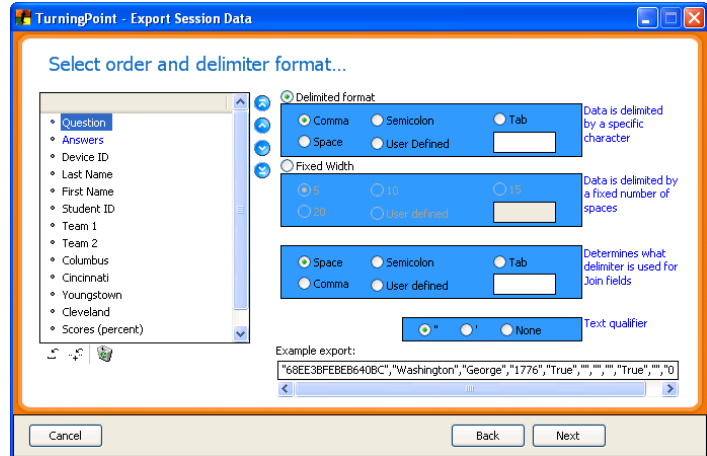 TurningPoint - Export Session Data
Select order and delimiter format...
Question
Answers
Device ID
Last Name
First Name
Student ID
Team 1
Team 2
Columbus
Cincinnati
Youngstown
Cleveland
Scores (percent)
Delimited format
Comma Semicolon Tab
Space User Defined
Data is delimited
by a specific
character
Fixed Width
5 10 15
20 User defined
Data is delimited by
a fixed number of
spaces
Space Semicolon Tab
Comma User defined
Determines what
delimiter is used for
Join fields
" ' None
Text qualifier
Example export:
"68EE3BFEBEB640BC","Washington","George","1776","True","","","","True","","0
Cancel Back Next